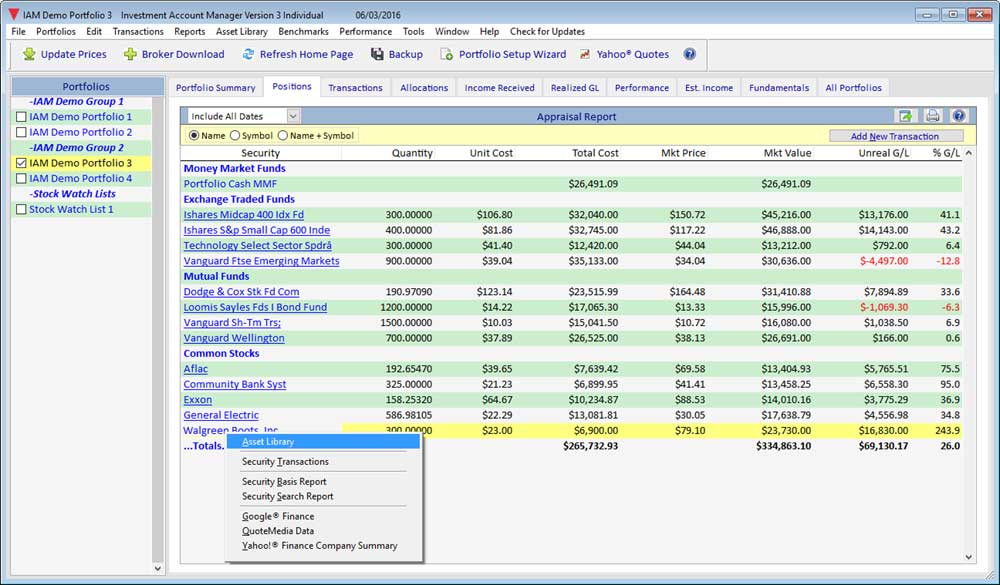 IAM Demo Portfolio 3 Investment Account Manager Version 3 Individual 06/03/2016
File Portfolios Edit Transactions Reports Asset Library Benchmarks Performance Tools Window Help Check for Updates
Update Prices Broker Download Refresh Home Page Backup Portfolio Setup Wizard Yahoo® Quotes
Portfolios
-IAM Demo Group 1
IAM Demo Portfolio 1
IAM Demo Portfolio 2
-IAM Demo Group 2
IAM Demo Portfolio 3
IAM Demo Portfolio 4
-Stock Watch Lists
Stock Watch List 1
Portfolio Summary Positions Transactions Allocations Income Received Realized GL Performance Est. Income Fundamentals All Portfolios
Include All Dates Appraisal Report
Name Symbol Name + Symbol Add New Transaction
Security Quantity Unit Cost Total Cost Mkt Price Mkt Value Unreal G/L % G/L
Money Market Funds
Portfolio Cash MMF $26,491.09 $26,491.09
Exchange Traded Funds
Ishares Midcap 400 Idx Fd 300.00000 $106.80 $32,040.00 $150.72 $45,216.00 $13,176.00 41.1
Ishares S&p Small Cap 600 Inde 400.00000 $81.86 $32,745.00 $117.22 $46,888.00 $14,143.00 43.2
Technology Select Sector Spdrâ 300.00000 $41.40 $12,420.00 $44.04 $13,212.00 $792.00 6.4
Vanguard Ftse Emerging Markets 900.00000 $39.04 $35,133.00 $34.04 $30,636.00 $-4,497.00 -12.8
Mutual Funds
Dodge & Cox Stk Fd Com 190.97090 $123.14 $23,515.99 $164.48 $31,410.88 $7,894.89 33.6
Loomis Sayles Fds I Bond Fund 1200.00000 $14.22 $17,065.30 $13.33 $15,996.00 $-1,069.30 -6.3
Vanguard Sh-Tm Trs; 1500.00000 $10.03 $15,041.50 $10.72 $16,080.00 $1,038.50 6.9
Vanguard Wellington 700.00000 $37.89 $26,525.00 $38.13 $26,691.00 $166.00 0.6
Common Stocks
Aflac 192.65470 $39.65 $7,639.42 $69.58 $13,404.93 $5,765.51 75.5
Community Bank Syst 325.00000 $21.23 $6,899.95 $41.41 $13,458.25 $6,558.30 95.0
Exxon 158.25320 $64.67 $10,234.87 $88.53 $14,010.16 $3,775.29 36.9
General Electric 586.98105 $22.29 $13,081.81 $30.05 $17,638.79 $4,556.98 34.8
Walgreen Boots, Inc 300.00000 $23.00 $6,900.00 $79.10 $23,730.00 $16,830.00 243.9
...Totals. $265,732.93 $334,863.10 $69,130.17 26.0
Asset Library
Security Transactions
Security Basis Report
Security Search Report
Google® Finance
QuoteMedia Data
Yahoo!® Finance Company Summary